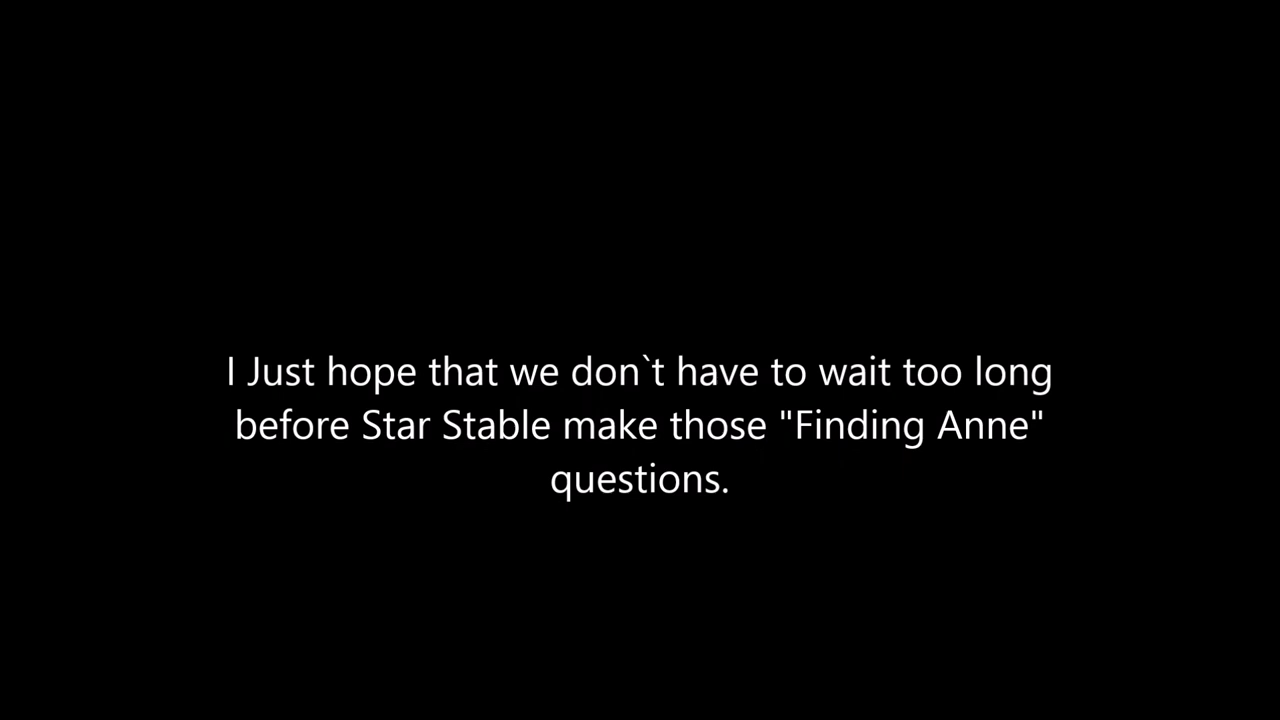 I Just hope that we don`t have to wait too long
before Star Stable make those "Finding Anne"
questions.